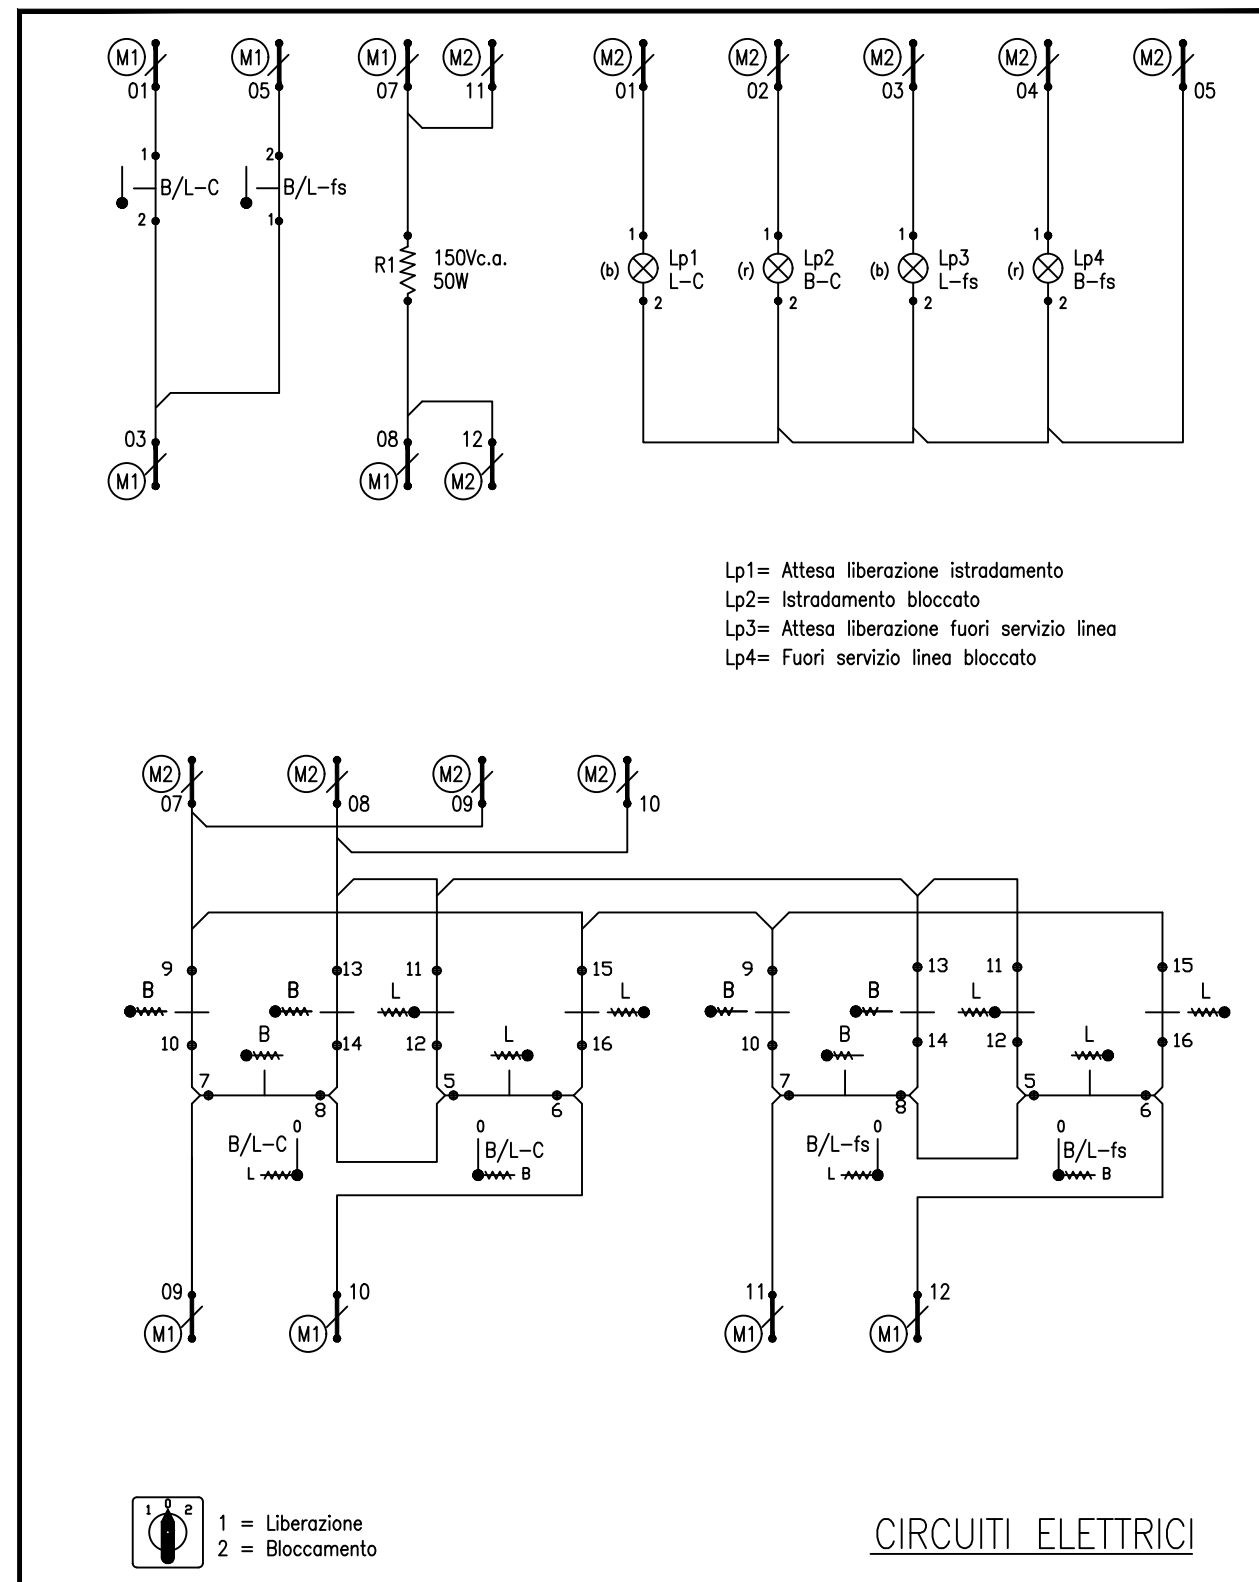 M1 M1 M1 M2 M2 M2 M2 M2 M2
01 05 07 11 01 02 03 04 05
1 2
B/L-C B/L-fs
2 1
1 1 1 1
R1 150Vc.a. (b) Lp1 (r) Lp2 (b) Lp3 (r) Lp4
50W L-C B-C L-fs B-fs
2 2 2 2
03 08 12
M1 M1 M2
Lp1= Attesa liberazione istradamento
Lp2= Istradamento bloccato
Lp3= Attesa liberazione fuori servizio linea
Lp4= Fuori servizio linea bloccato
M2 M2 M2 M2
07 08 09 10
9 13 11 15 9 13 11 15
B B L L B B L L
10 14 12 16 10 14 12 16
B L B L
7 8 5 6 7 8 5 6
0 0 0 0
B/L-C B/L-C B/L-fs B/L-fs
L B L B
09 10 11 12
M1 M1 M1 M1
1 0 2
1 = Liberazione
2 = Bloccamento
CIRCUITI ELETTRICI